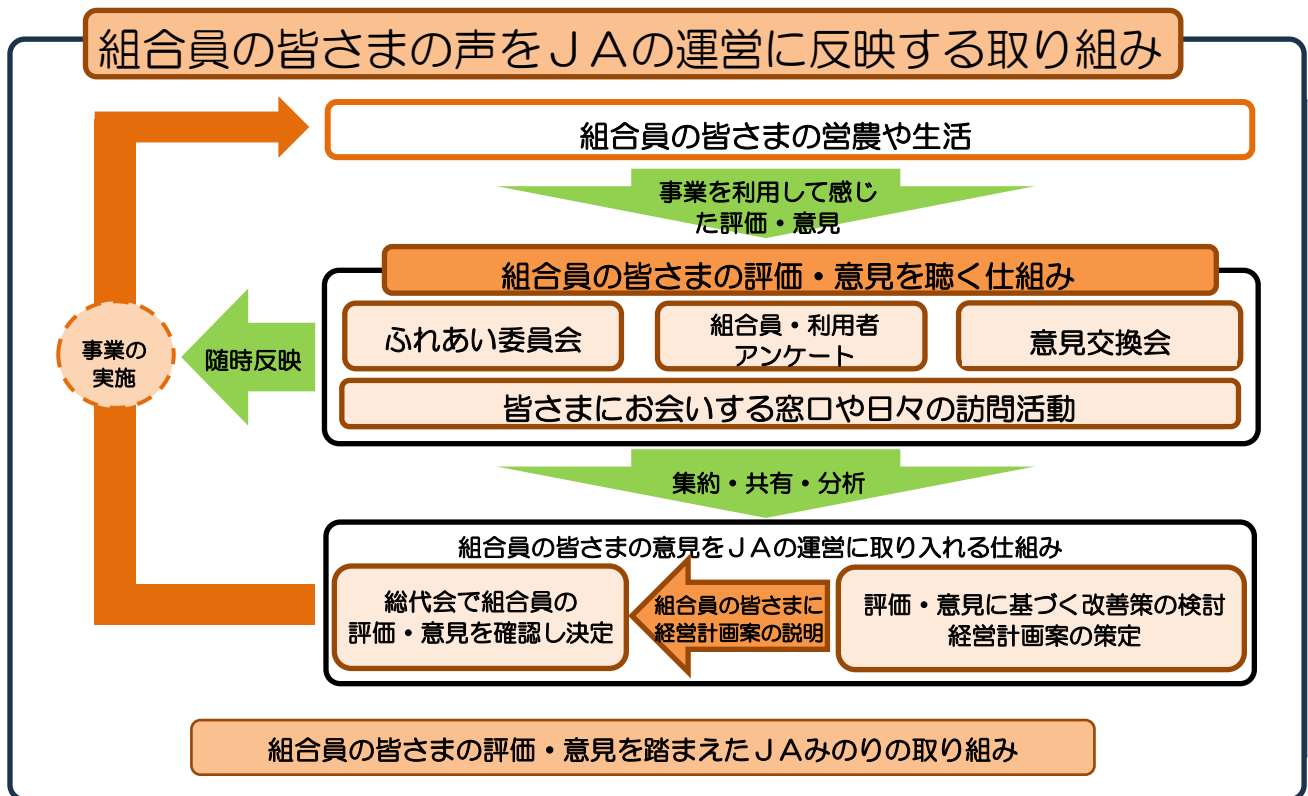 組合員の皆さまの声をＪＡの運営に反映する取り組み
組合員の皆さまの営農や生活
事業を利用して感じ
た評価・意見
組合員の皆さまの評価・意見を聴く仕組み
ふれあい委員会
組合員・利用者
アンケート
意見交換会
皆さまにお会いする窓口や日々の訪問活動
随時反映
事業の
実施
集約・共有・分析
組合員の皆さまの意見をＪＡの運営に取り入れる仕組み
総代会で組合員の
評価・意見を確認し決定
組合員の皆さまに
経営計画案の説明
評価・意見に基づく改善策の検討
経営計画案の策定
組合員の皆さまの評価・意見を踏まえたＪＡみのりの取り組み